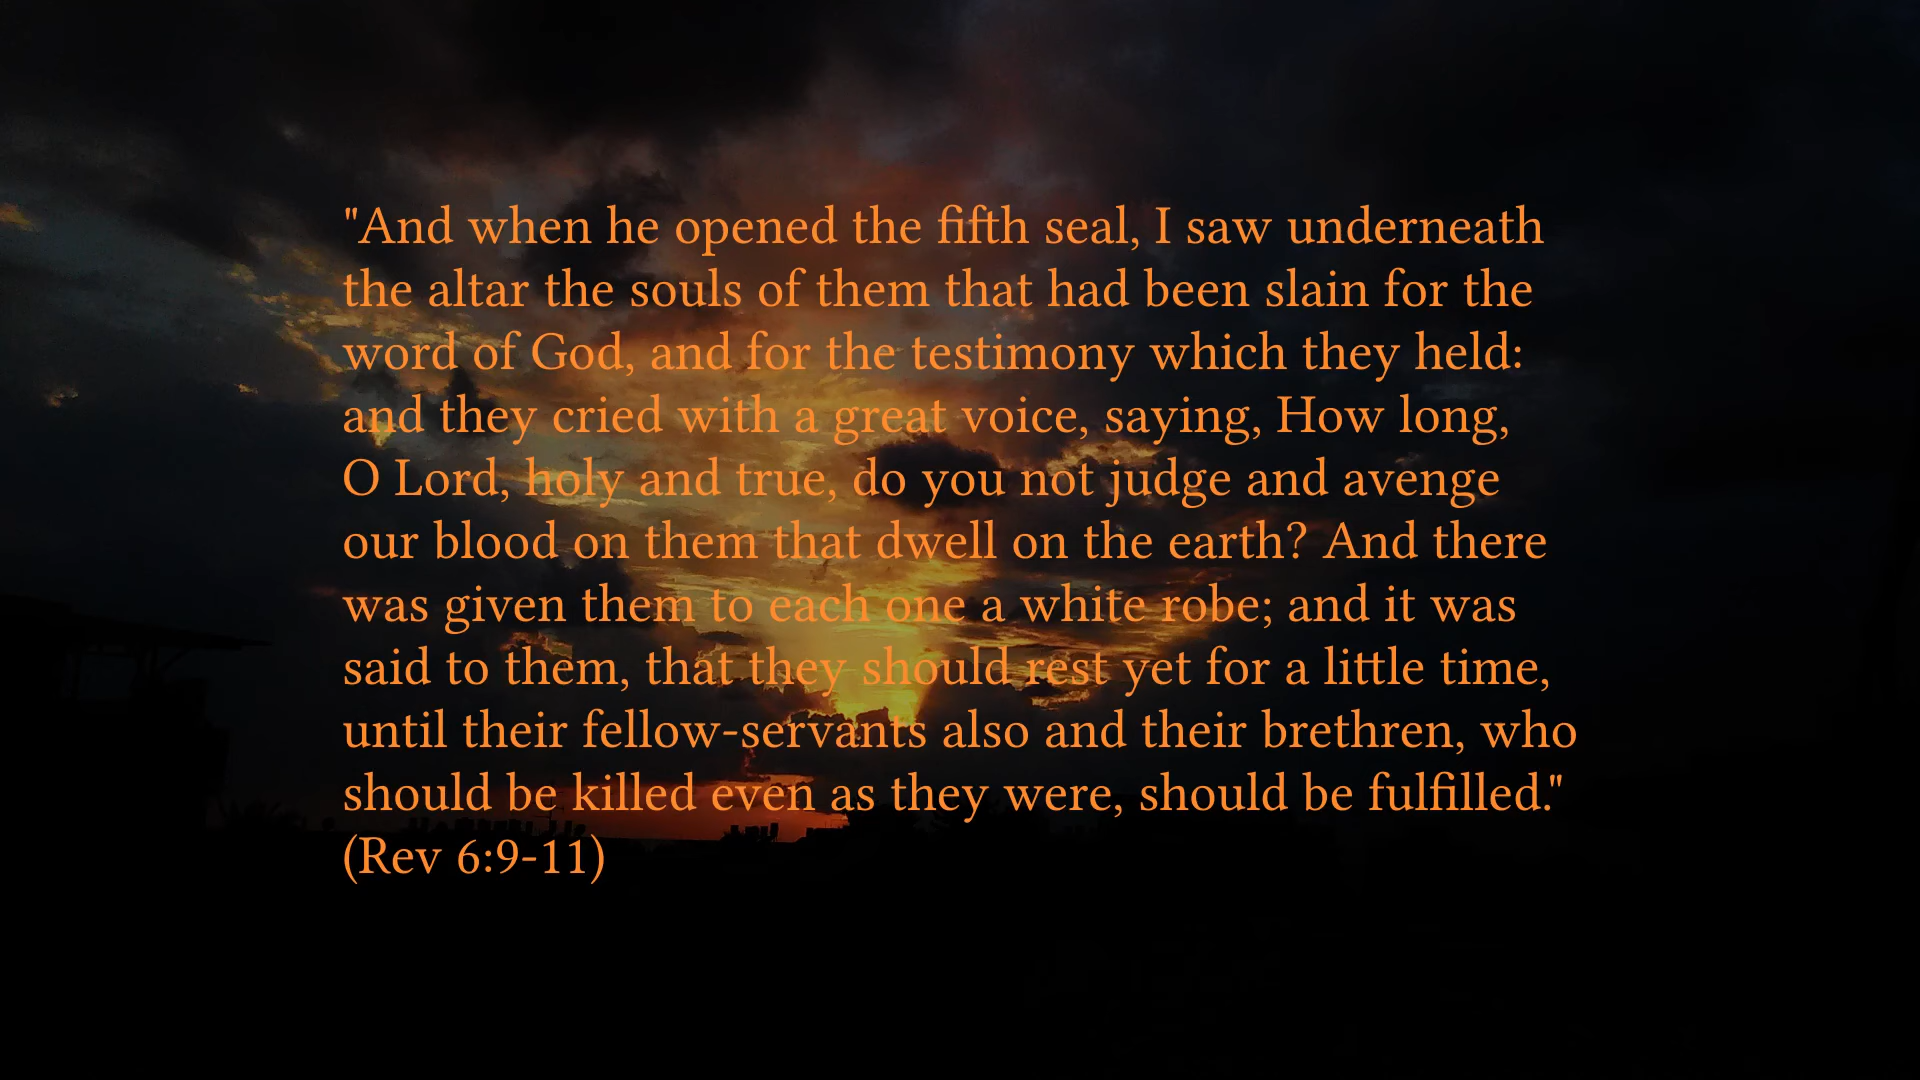 "And when he opened the fifth seal, I saw underneath
the altar the souls of them that had been slain for the
word of God, and for the testimony which they held:
and they cried with a great voice, saying, How long,
O Lord, holy and true, do you not judge and avenge
our blood on them that dwell on the earth? And there
was given them to each one a white robe; and it was
said to them, that they should rest yet for a little time,
until their fellow-servants also and their brethren, who
should be killed even as they were, should be fulfilled."
(Rev 6:9-11)